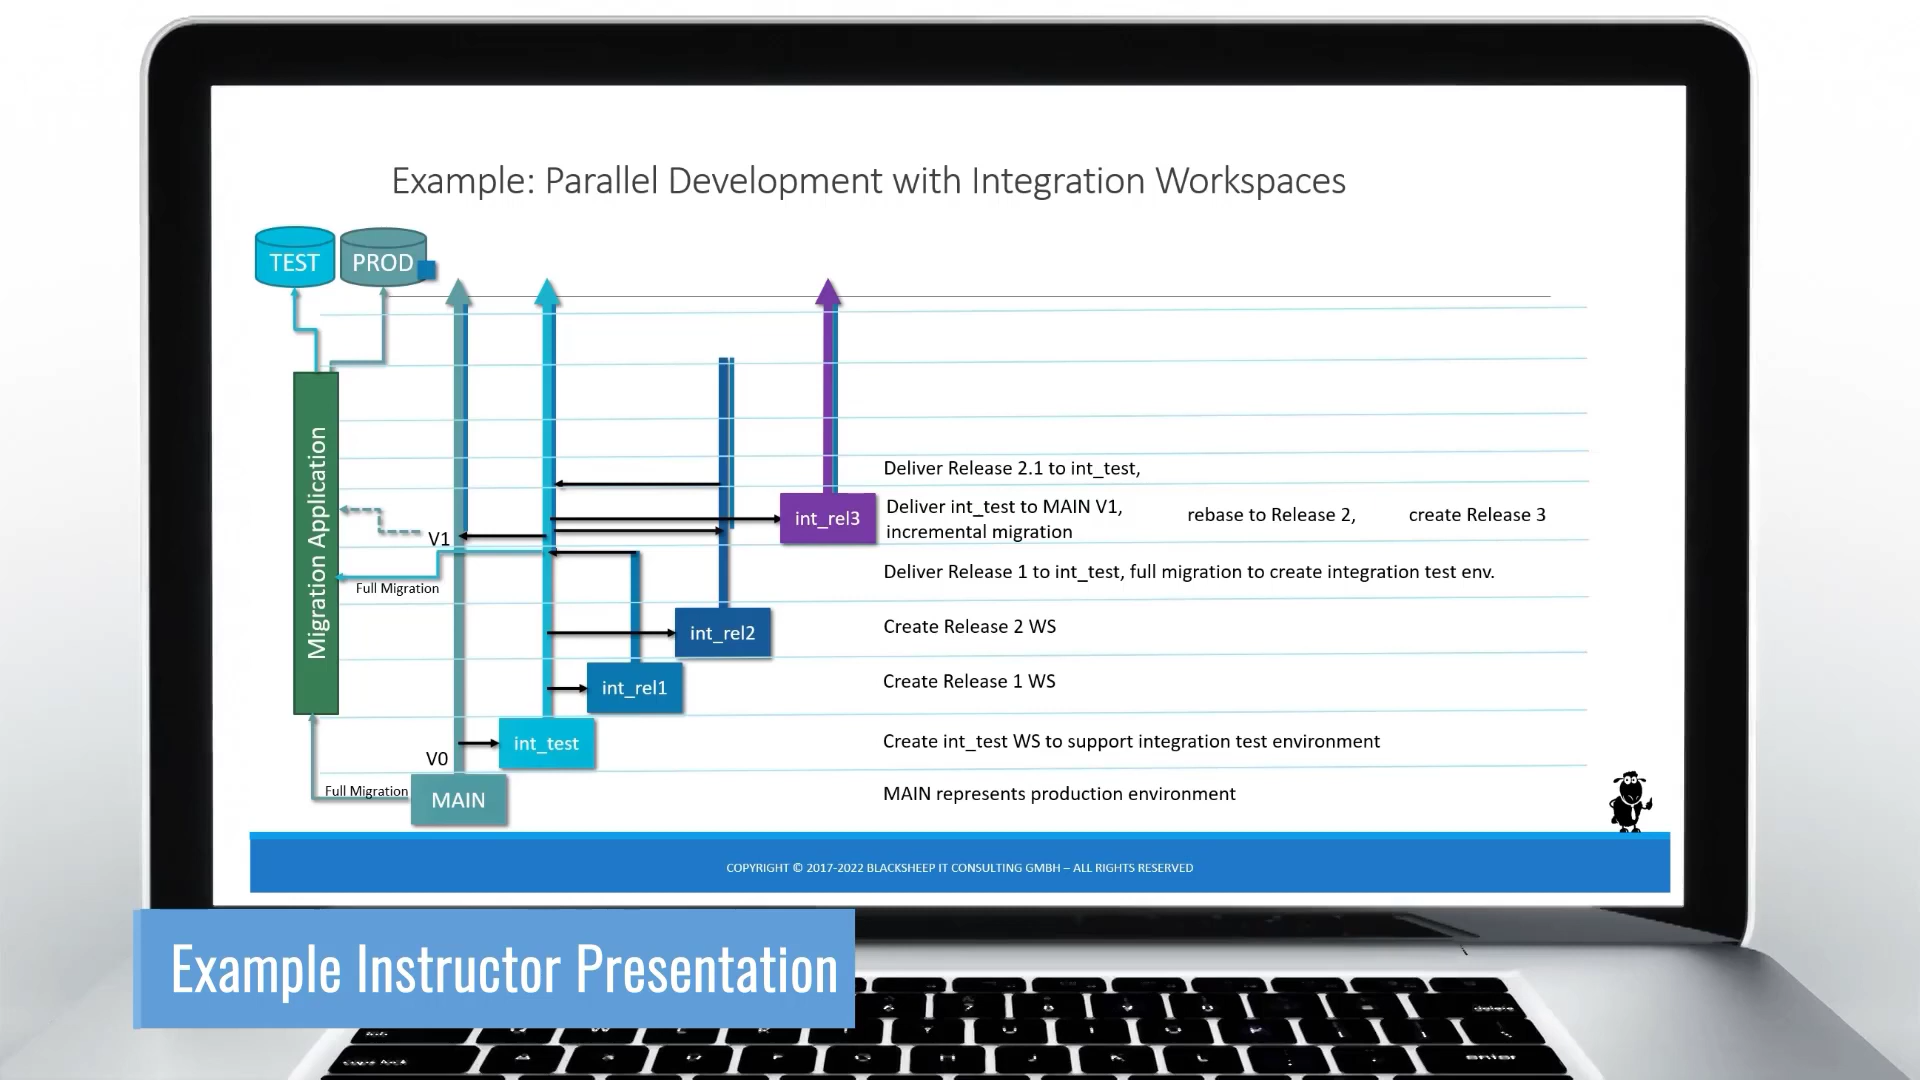 Example: Parallel Development with Integration Workspaces
TEST
PROD
Migration Application
Deliver Release 2.1 to int_test,
int_rel3
Deliver int_test to MAIN V1,
incremental migration
rebase to Release 2,
create Release 3
V1
Full Migration
Deliver Release 1 to int_test, full migration to create integration test env.
int_rel2
Create Release 2 WS
int_rel1
Create Release 1 WS
int_test
Create int_test WS to support integration test environment
V0
Full Migration
MAIN
MAIN represents production environment
COPYRIGHT © 2017-2022 BLACKSHEEP IT CONSULTING GMBH – ALL RIGHTS RESERVED
Example Instructor Presentation
delete
enter
caps lock